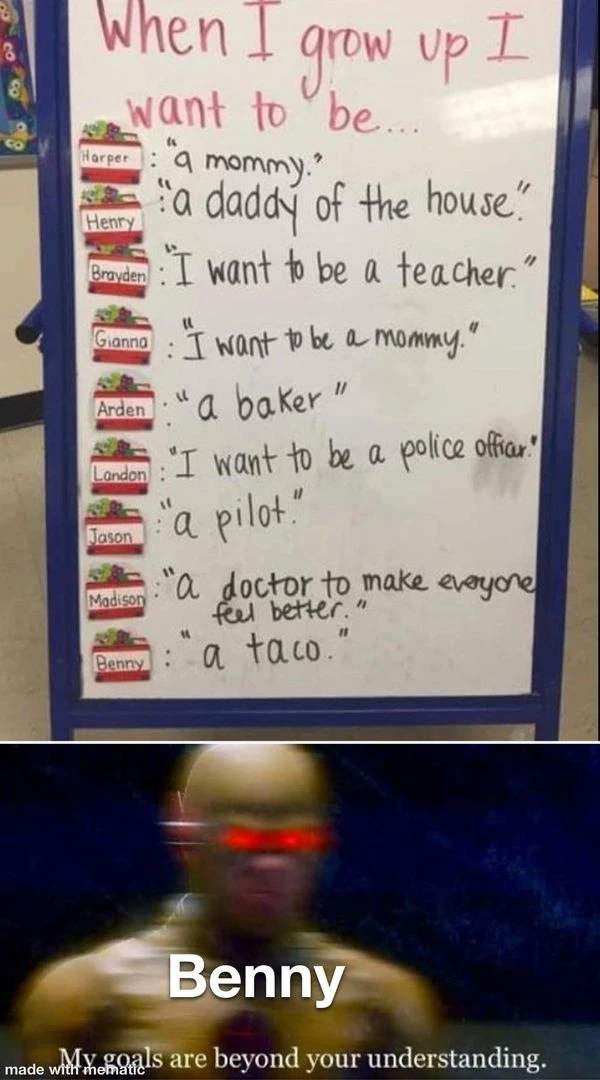 When I grow up I
want to be...
Harper : "a mommy."
Henry : "a daddy of the house."
Brayden : "I want to be a teacher."
Gianna : "I want to be a mommy."
Arden : "a baker"
Landon : "I want to be a police officar."
Jason "a pilot."
Madison : "a doctor to make everyone
feel better."
Benny : "a taco."
Benny
My goals are beyond your understanding.
made with mematic